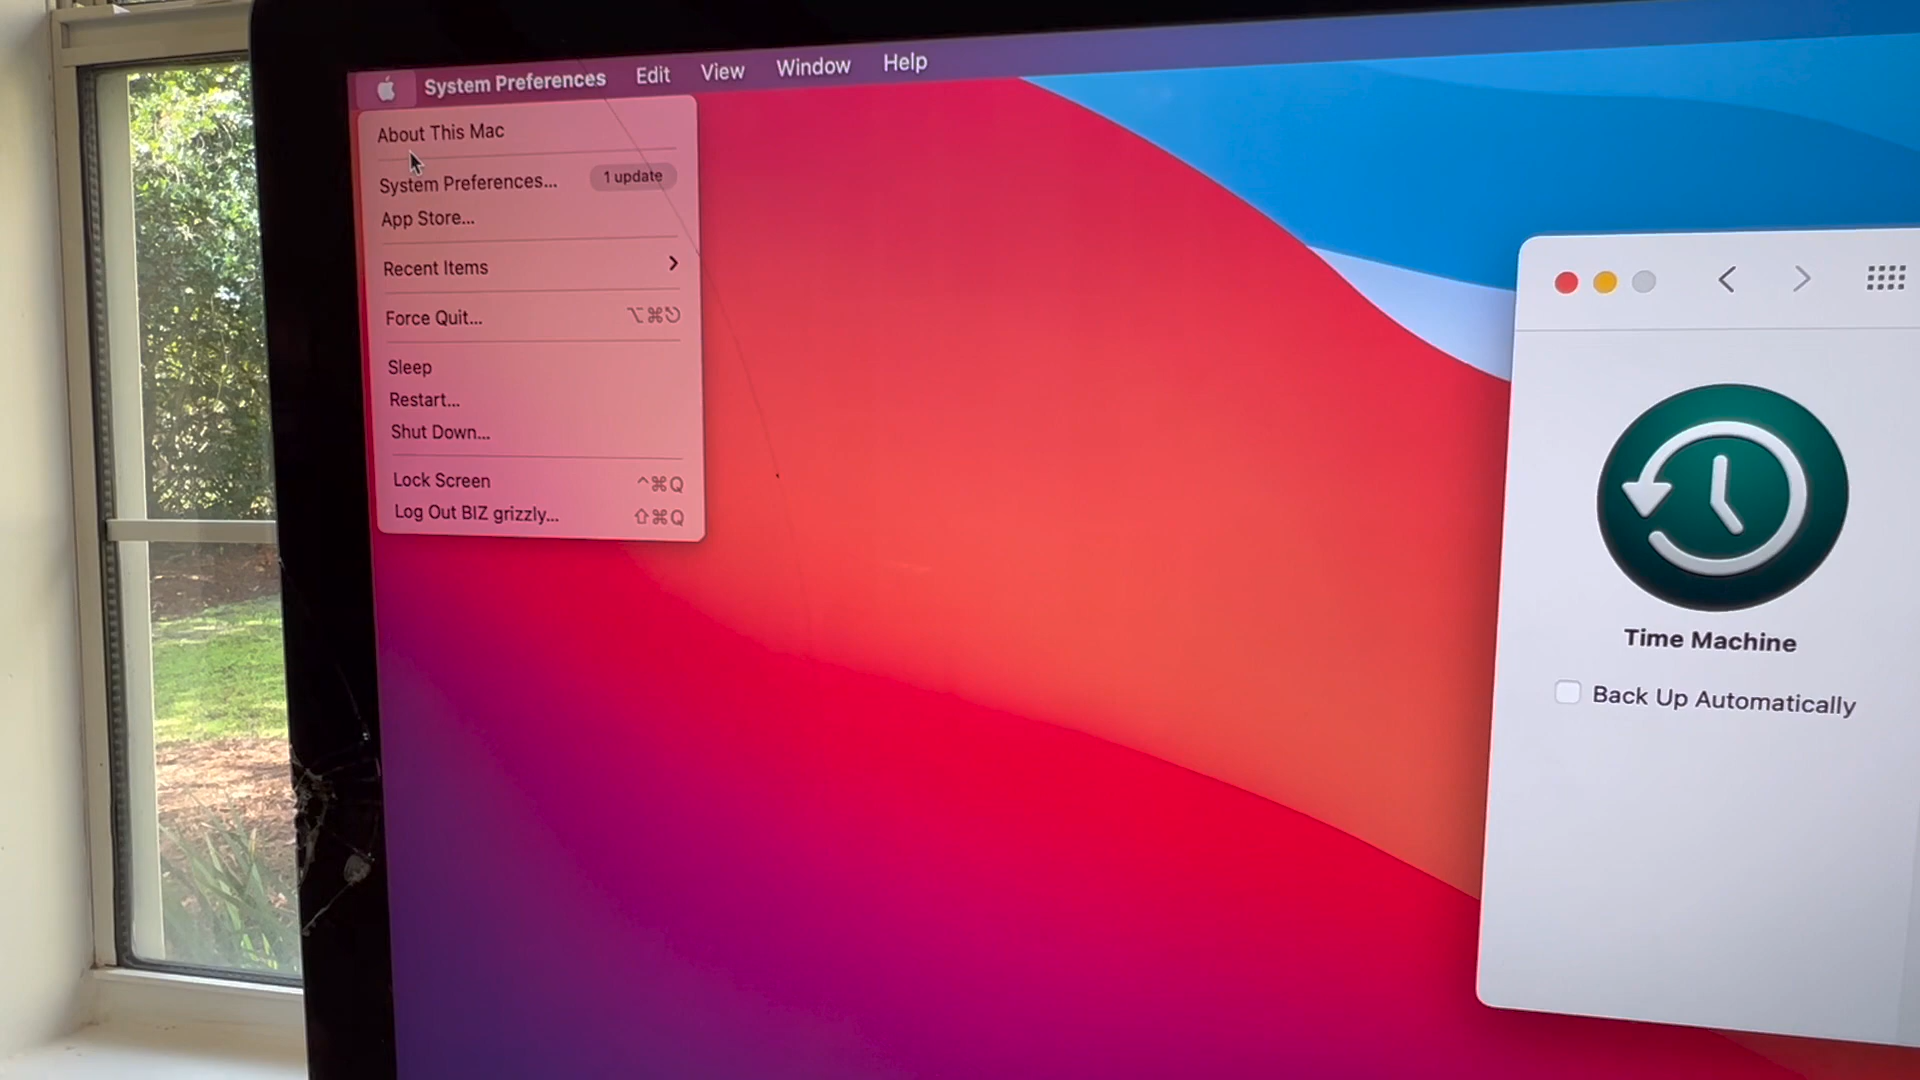 System Preferences Edit View Window Help
About This Mac
System Preferences... 1 update
App Store...
Recent Items
Force Quit... ⌥⌘⎋
Sleep
Restart...
Shut Down...
Lock Screen ^⌘Q
Log Out BIZ grizzly... ⇧⌘Q
Time Machine
Back Up Automatically